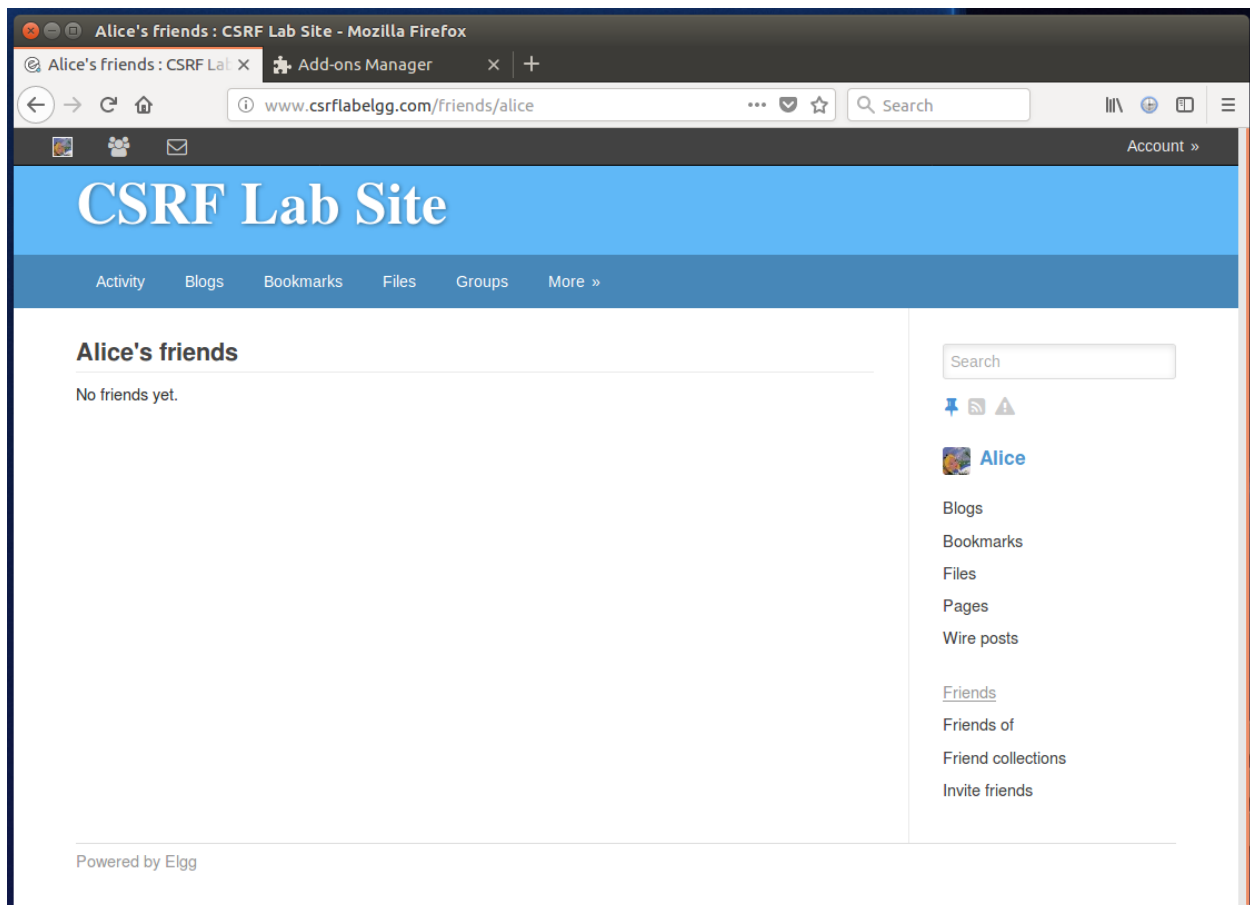 Alice's friends : CSRF Lab Site - Mozilla Firefox
Alice's friends : CSRF Lab Add-ons Manager
www.csrflabelgg.com/friends/alice Search
Account »
CSRF Lab Site
Activity Blogs Bookmarks Files Groups More »
Alice's friends
No friends yet.
Search
Alice
Blogs
Bookmarks
Files
Pages
Wire posts
Friends
Friends of
Friend collections
Invite friends
Powered by Elgg